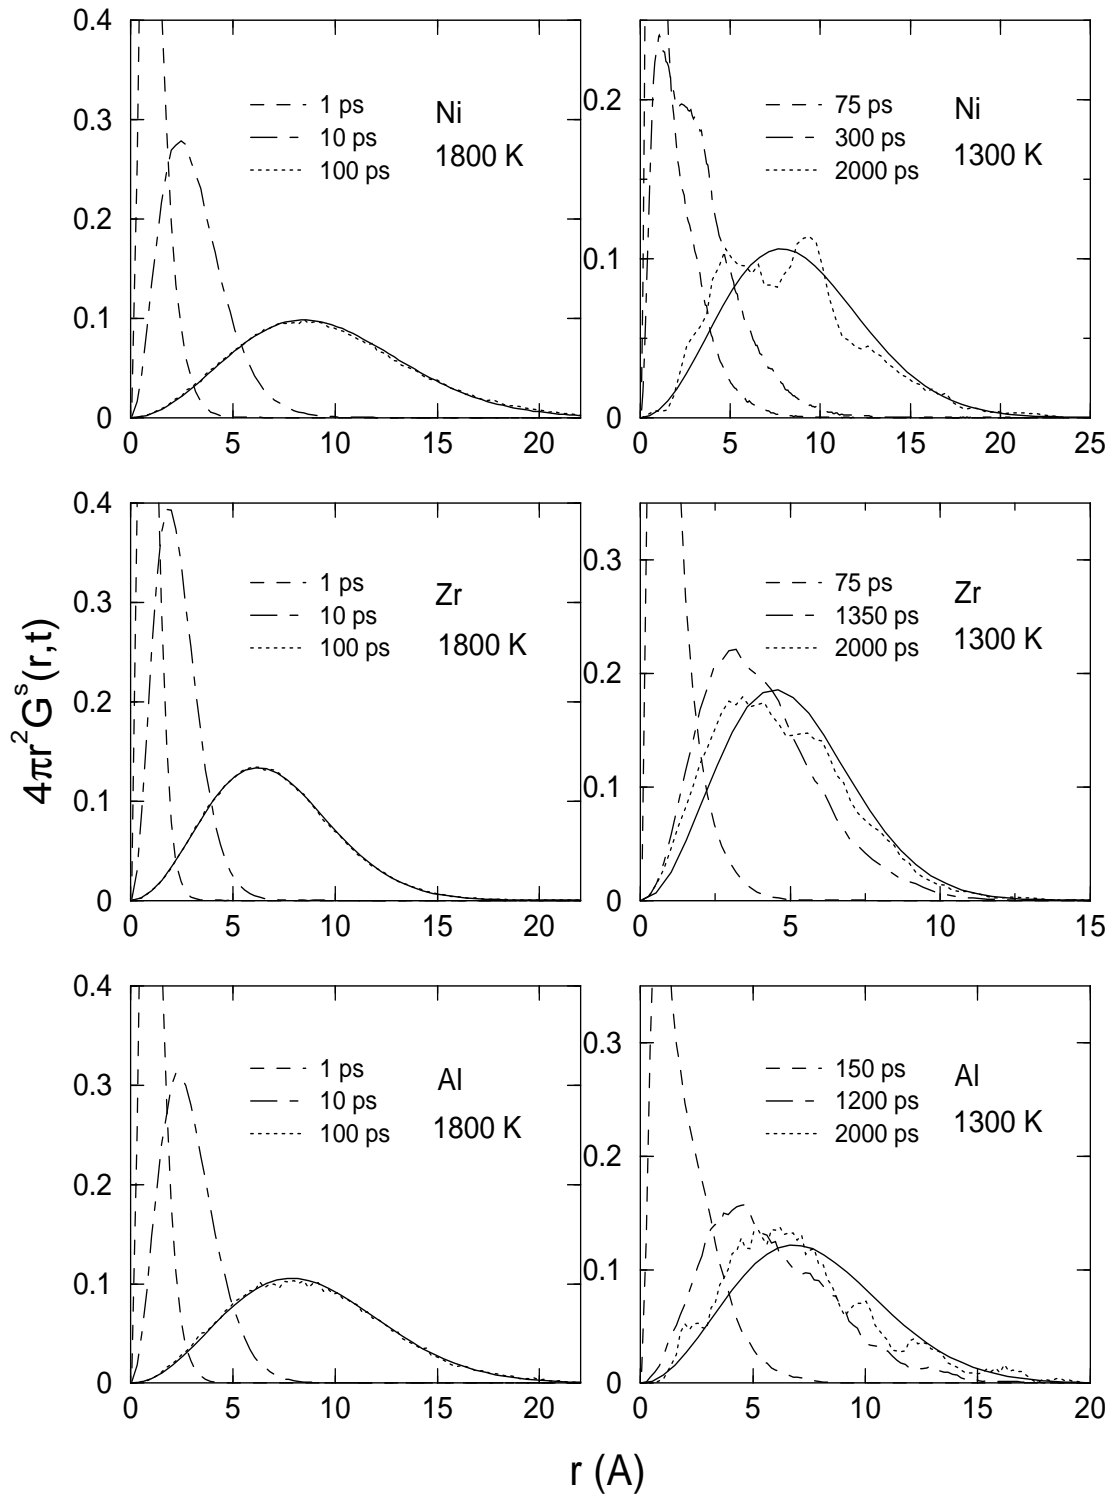 0.4
0.3
0.2
0.1
0
0 5 10 15 20
1 ps
10 ps
100 ps
Ni
1800 K
0.2
0.1
0
0 5 10 15 20 25
75 ps
300 ps
2000 ps
Ni
1300 K
0.4
0.3
0.2
0.1
0
0 5 10 15 20
1 ps
10 ps
100 ps
Zr
1800 K
0.3
0.2
0.1
0
0 5 10 15
75 ps
1350 ps
2000 ps
Zr
1300 K
4πr²Gˢ(r,t)
0.4
0.3
0.2
0.1
0
0 5 10 15 20
1 ps
10 ps
100 ps
Al
1800 K
0.3
0.2
0.1
0
0 5 10 15 20
150 ps
1200 ps
2000 ps
Al
1300 K
r (A)